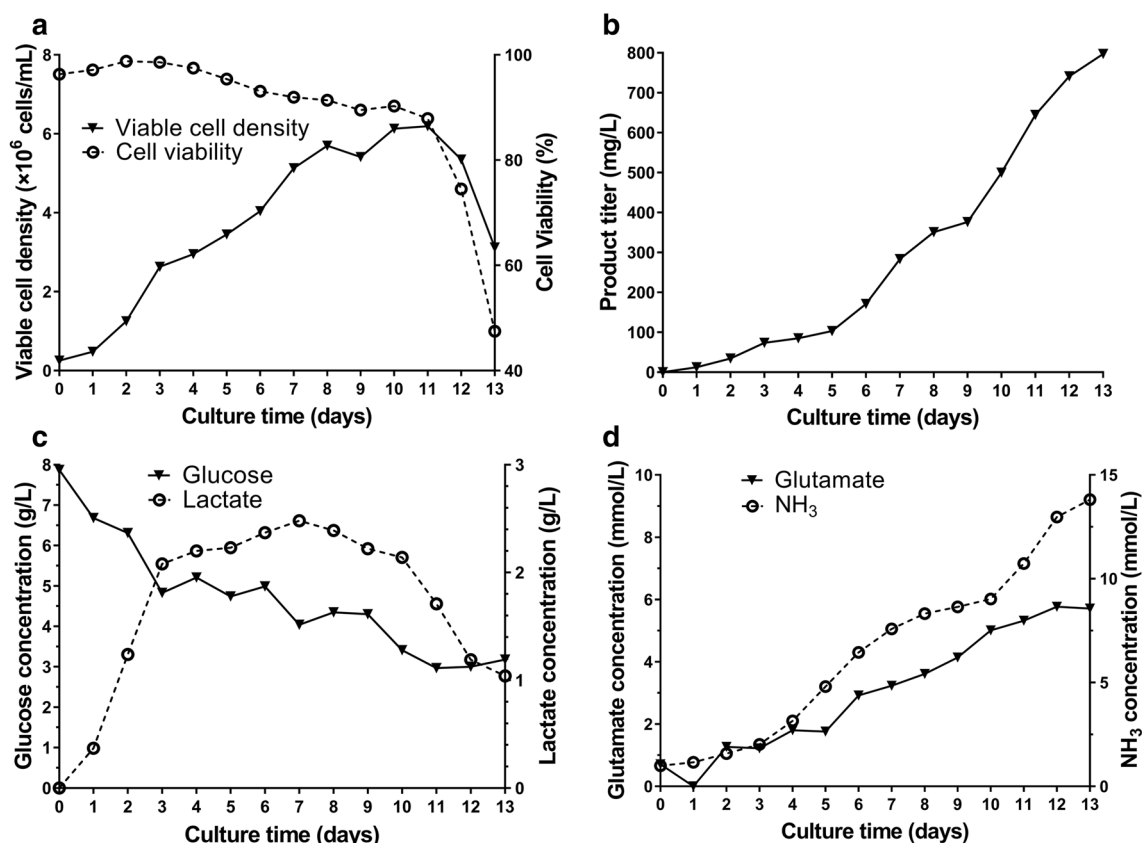 a
Viable cell density (×10⁶ cells/mL)
8
6
4
2
0
Viable cell density
Cell viability
100
80
60
40
Cell Viability (%)
0 1 2 3 4 5 6 7 8 9 10 11 12 13
Culture time (days)
b
Product titer (mg/L)
800
700
600
500
400
300
200
100
0
0 1 2 3 4 5 6 7 8 9 10 11 12 13
Culture time (days)
c
Glucose concentration (g/L)
8
7
6
5
4
3
2
1
0
Glucose
Lactate
3
2
1
0
Lactate concentration (g/L)
0 1 2 3 4 5 6 7 8 9 10 11 12 13
Culture time (days)
d
Glutamate concentration (mmol/L)
10
8
6
4
2
0
Glutamate
NH₃
15
10
5
0
NH₃ concentration (mmol/L)
0 1 2 3 4 5 6 7 8 9 10 11 12 13
Culture time (days)